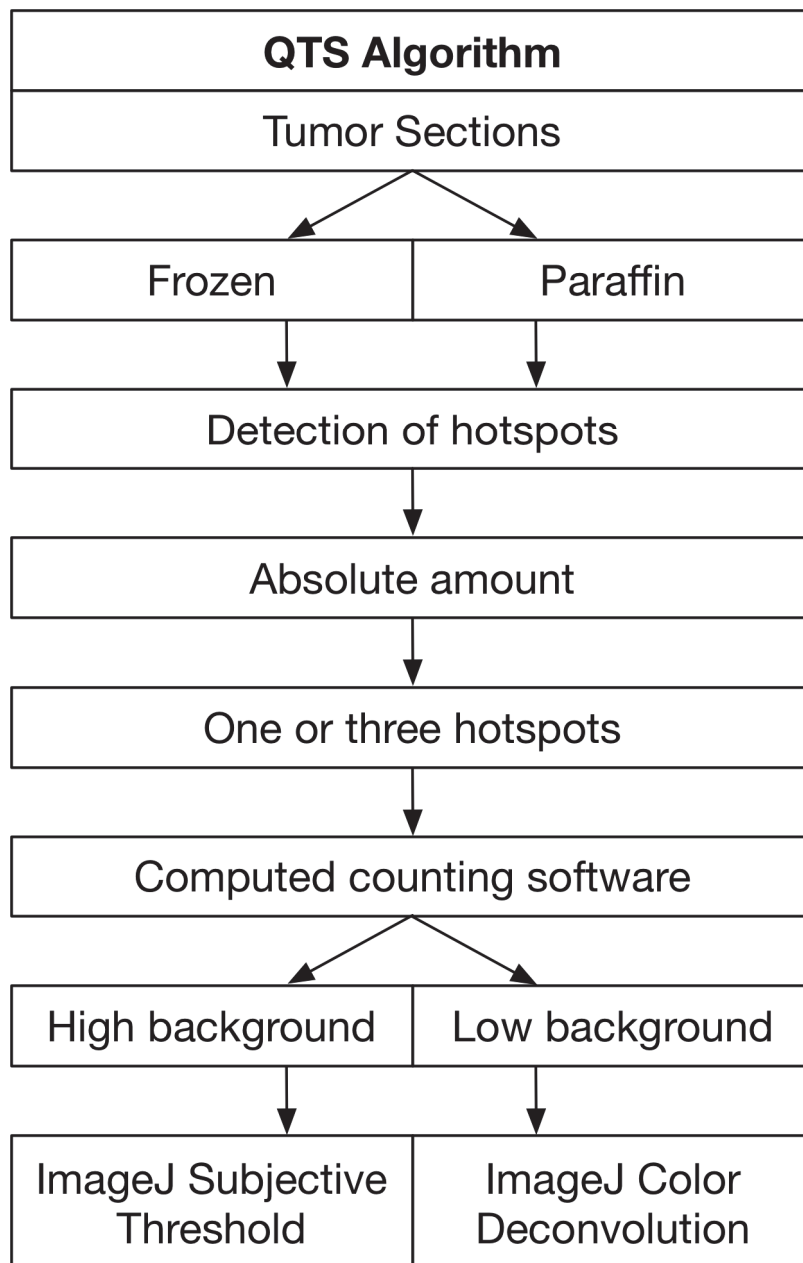 QTS Algorithm
Tumor Sections
Frozen
Paraffin
Detection of hotspots
Absolute amount
One or three hotspots
Computed counting software
High background
Low background
ImageJ Subjective
Threshold
ImageJ Color
Deconvolution